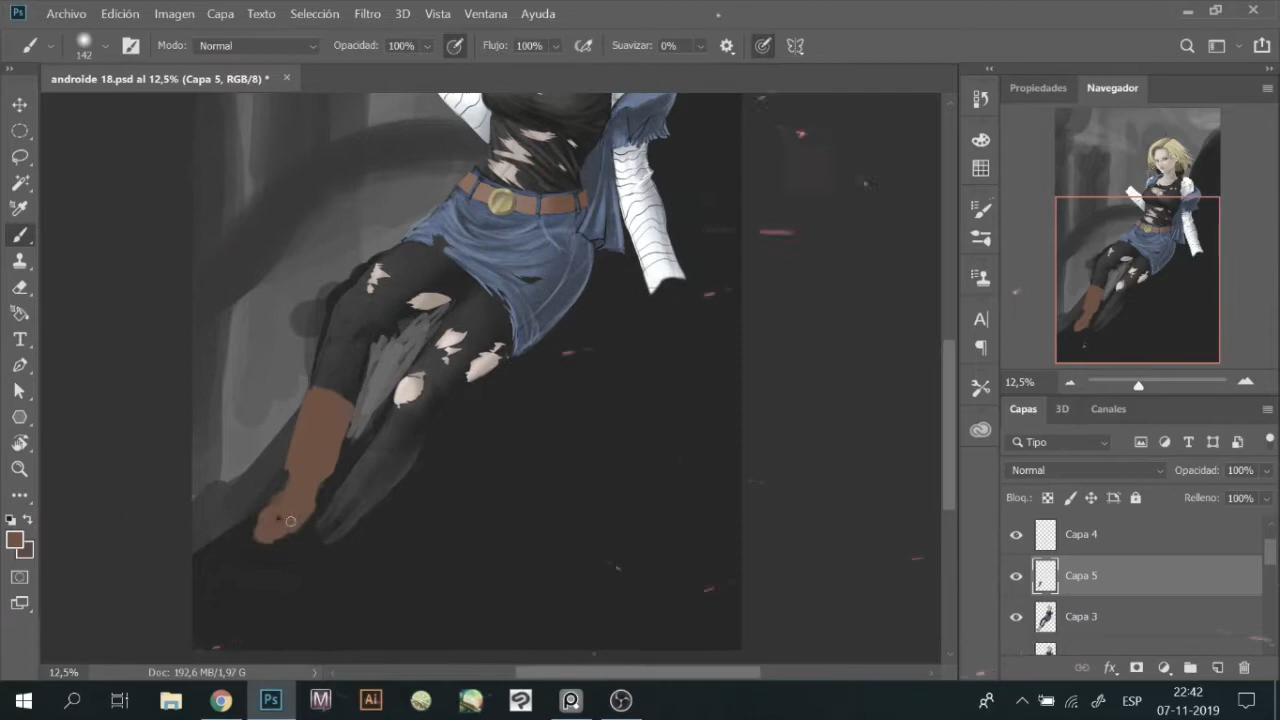 Ps Archivo Edición Imagen Capa Texto Selección Filtro 3D Vista Ventana Ayuda
142 Modo: Normal Opacidad: 100% Flujo: 100% Suavizar: 0%
androide 18.psd al 12,5% (Capa 5, RGB/8) *
Propiedades Navegador
12,5%
Capas 3D Canales
Tipo
Normal Opacidad: 100%
Bloq.: Relleno: 100%
Capa 4
Capa 5
Capa 3
fx
12,5% Doc: 192,6 MB/1,97 G
Ps M Ai ESP 22:42
07-11-2019